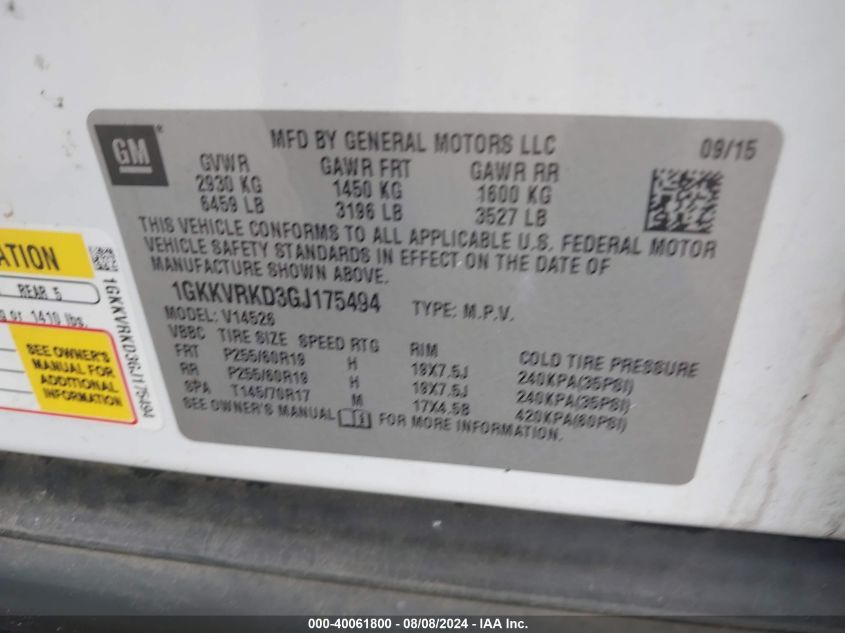 GM
MFD BY GENERAL MOTORS LLC
09/15
GVWR GAWR FRT GAWR RR
2930 KG 1450 KG 1600 KG
6459 LB 3196 LB 3527 LB
THIS VEHICLE CONFORMS TO ALL APPLICABLE U.S. FEDERAL MOTOR
VEHICLE SAFETY STANDARDS IN EFFECT ON THE DATE OF
MANUFACTURE SHOWN ABOVE.
1GKKVRKD3GJ175494 TYPE: M.P.V.
MODEL: V14526
VBBC TIRE SIZE SPEED RTG RIM COLD TIRE PRESSURE
FRT P255/60R19 H 19X7.5J 240KPA(35PSI)
RR P255/60R19 H 19X7.5J 240KPA(35PSI)
SPA T145/70R17 M 17X4.5B 420KPA(60PSI)
SEE OWNER'S MANUAL FOR MORE INFORMATION.
ATION
REAR 5
or 1410 lbs.
SEE OWNER'S
MANUAL FOR
ADDITIONAL
INFORMATION
1GKKVRKD3GJ175494
000-40061800 - 08/08/2024 - IAA Inc.